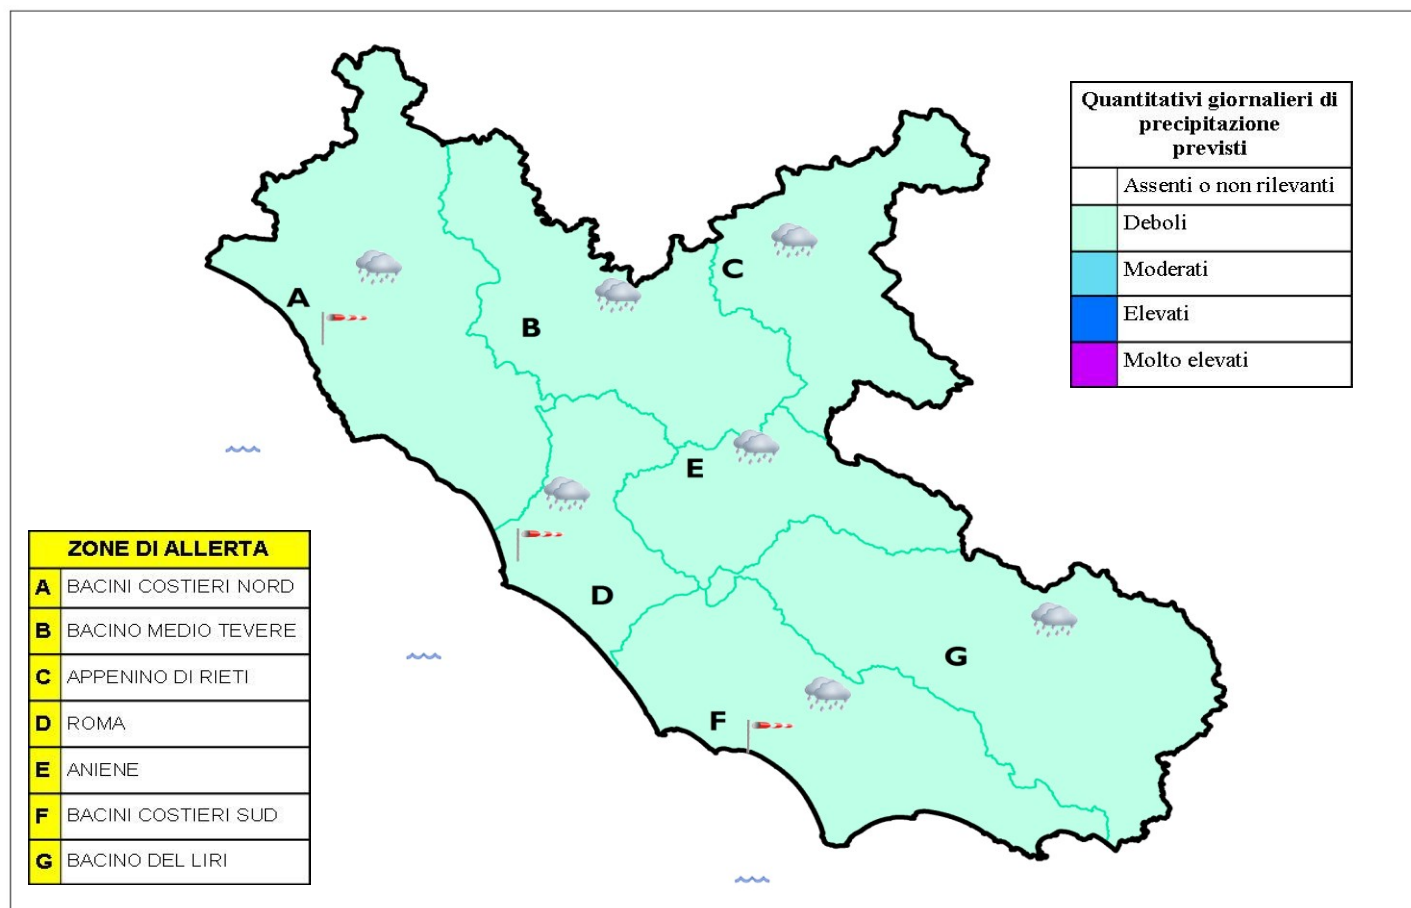 Quantitativi giornalieri di
precipitazione
previsti
Assenti o non rilevanti
Deboli
Moderati
Elevati
Molto elevati
C
A
B
E
D
G
F
ZONE DI ALLERTA
A BACINI COSTIERI NORD
B BACINO MEDIO TEVERE
C APPENINO DI RIETI
D ROMA
E ANIENE
F BACINI COSTIERI SUD
G BACINO DEL LIRI